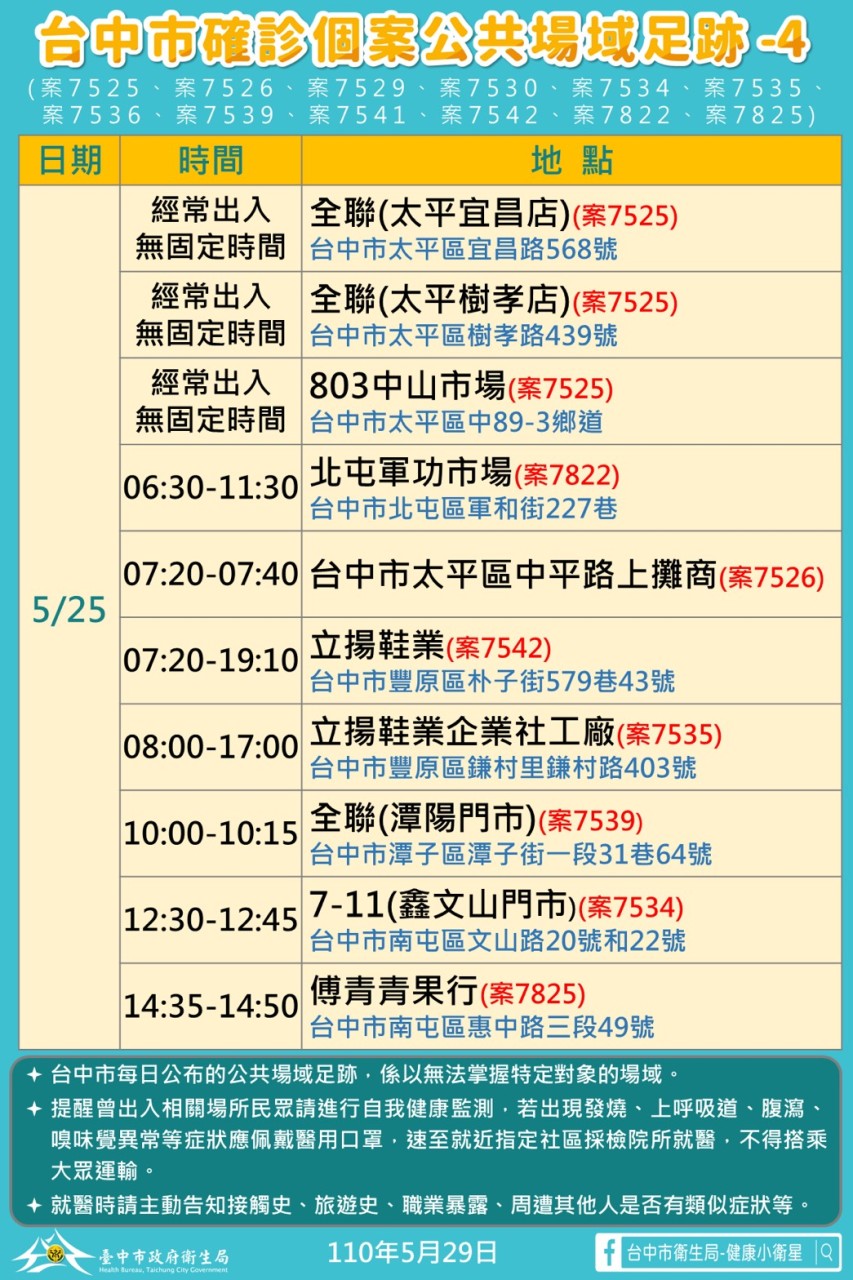 台中市確診個案公共場域足跡-4
(案7525、案7526、案7529、案7530、案7534、案7535、
案7536、案7539、案7541、案7542、案7822、案7825)
日期 時間 地 點
5/25
經常出入
無固定時間
全聯(太平宜昌店)(案7525)
台中市太平區宜昌路568號
經常出入
無固定時間
全聯(太平樹孝店)(案7525)
台中市太平區樹孝路439號
經常出入
無固定時間
803中山市場(案7525)
台中市太平區中89-3鄉道
06:30-11:30
北屯軍功市場(案7822)
台中市北屯區軍和街227巷
07:20-07:40
台中市太平區中平路上攤商(案7526)
07:20-19:10
立揚鞋業(案7542)
台中市豐原區朴子街579巷43號
08:00-17:00
立揚鞋業企業社工廠(案7535)
台中市豐原區鎌村里鎌村路403號
10:00-10:15
全聯(潭陽門市)(案7539)
台中市潭子區潭子街一段31巷64號
12:30-12:45
7-11(鑫文山門市)(案7534)
台中市南屯區文山路20號和22號
14:35-14:50
傅青青果行(案7825)
台中市南屯區惠中路三段49號
台中市每日公布的公共場域足跡，係以無法掌握特定對象的場域。
提醒曾出入相關場所民眾請進行自我健康監測，若出現發燒、上呼吸道、腹瀉、
嗅味覺異常等症狀應佩戴醫用口罩，速至就近指定社區採檢院所就醫，不得搭乘
大眾運輸。
就醫時請主動告知接觸史、旅遊史、職業暴露、周遭其他人是否有類似症狀等。
臺中市政府衛生局
Health Bureau, Taichung City Government
110年5月29日
台中市衛生局-健康小衛星